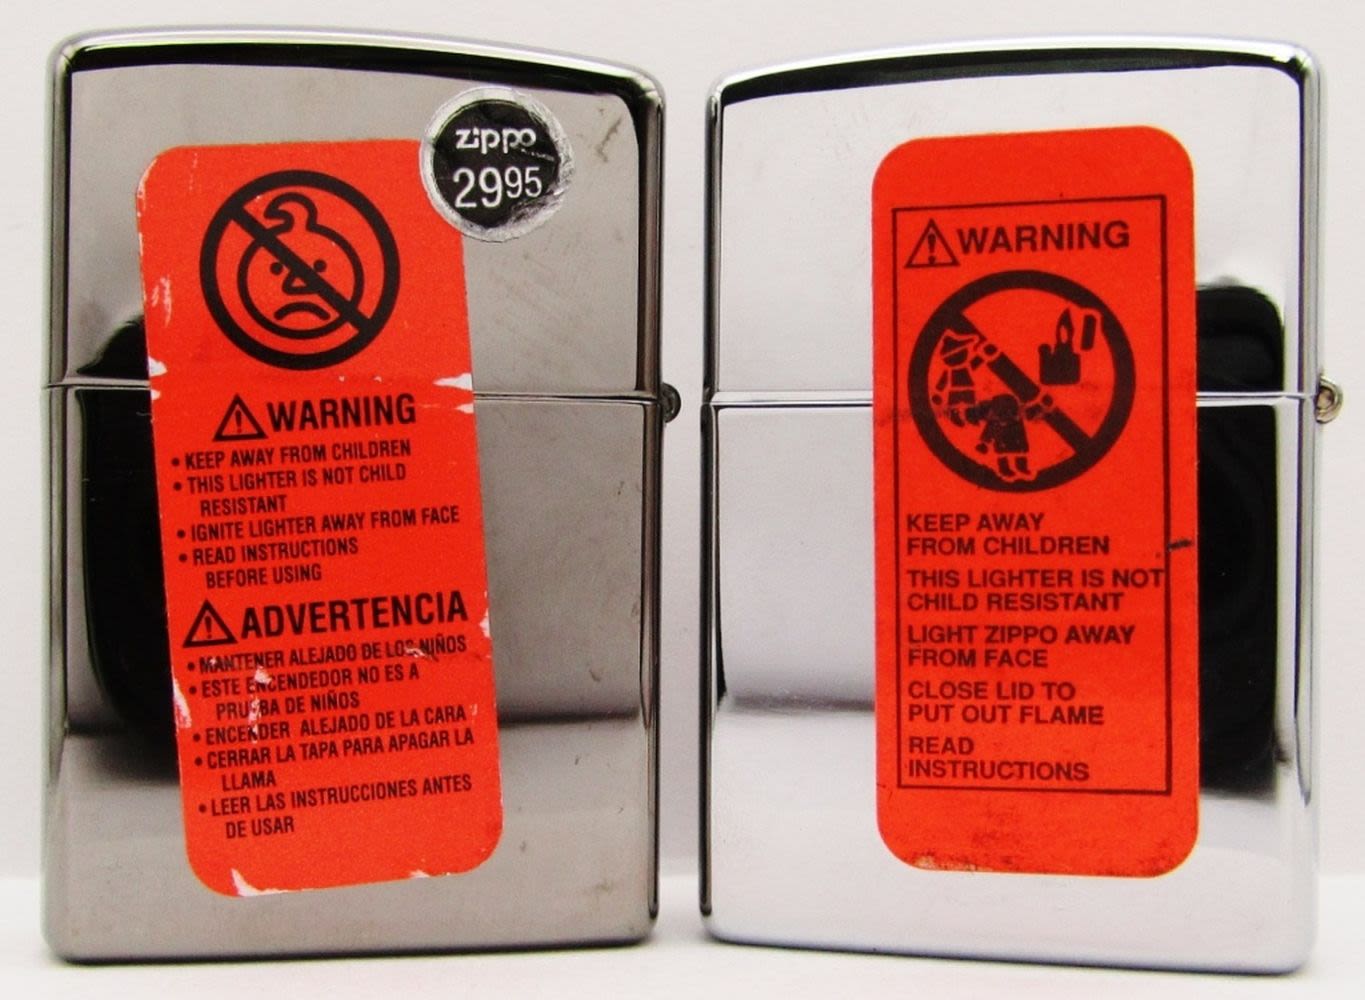 zippo
29.95
WARNING
• KEEP AWAY FROM CHILDREN
• THIS LIGHTER IS NOT CHILD
RESISTANT
• IGNITE LIGHTER AWAY FROM FACE
• READ INSTRUCTIONS
BEFORE USING
ADVERTENCIA
• MANTENER ALEJADO DE LOS NIÑOS
• ESTE ENCENDEDOR NO ES A
PRUEBA DE NIÑOS
• ENCENDER ALEJADO DE LA CARA
• CERRAR LA TAPA PARA APAGAR LA
LLAMA
• LEER LAS INSTRUCCIONES ANTES
DE USAR
WARNING
KEEP AWAY
FROM CHILDREN
THIS LIGHTER IS NOT
CHILD RESISTANT
LIGHT ZIPPO AWAY
FROM FACE
CLOSE LID TO
PUT OUT FLAME
READ
INSTRUCTIONS